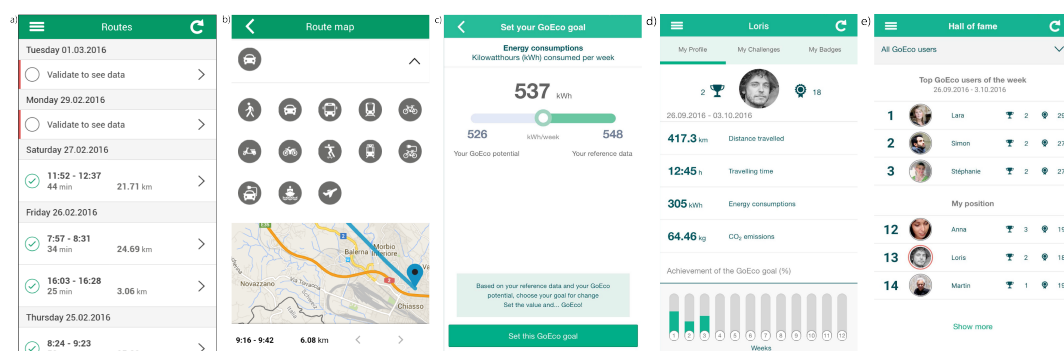 a)
Routes
Tuesday 01.03.2016
Validate to see data
Monday 29.02.2016
Validate to see data
Saturday 27.02.2016
11:52 - 12:37
44 min 21.71 km
Friday 26.02.2016
7:57 - 8:31
34 min 24.69 km
16:03 - 16:28
25 min 3.06 km
Thursday 25.02.2016
8:24 - 9:23
b)
Route map
Morbio
Inferiore
Balerna
2
2
Novazzano
Via Tarroccia
Chiasso
9:16 - 9:42 6.08 km
c)
Set your GoEco goal
Energy consumptions
Kilowatthours (kWh) consumed per week
537 kWh
526 kWh/week 548
Your GoEco potential Your reference data
Based on your reference data and your GoEco
potential, choose your goal for change
Set the value and... GoEco!
Set this GoEco goal
d)
Loris
My Profile My Challenges My Badges
2 18
26.09.2016 - 03.10.2016
417.3 km Distance travelled
12:45 h Travelling time
305 kWh Energy consumptions
64.46 kg CO₂ emissions
Achievement of the GoEco goal (%)
1 2 3 4 5 6 7 8 9 10 11 12
Weeks
e)
Hall of fame
All GoEco users
Top GoEco users of the week
26.09.2016 - 3.10.2016
1 Lara 2 29
2 Simon 2 27
3 Stéphanie 2 27
My position
12 Anna 3 19
13 Loris 2 18
14 Martin 1 19
Show more